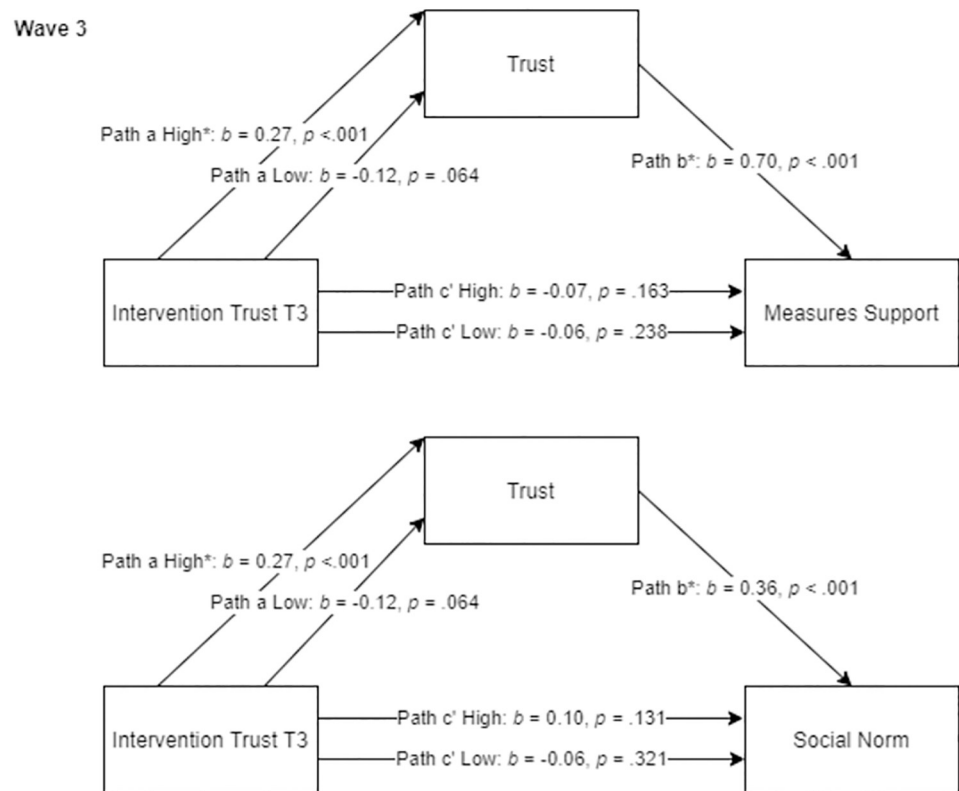 Wave 3
Trust
Path a High*: b = 0.27, p <.001
Path b*: b = 0.70, p < .001
Path a Low: b = -0.12, p = .064
Intervention Trust T3
Path c' High: b = -0.07, p = .163
Measures Support
Path c' Low: b = -0.06, p = .238
Trust
Path a High*: b = 0.27, p <.001
Path b*: b = 0.36, p < .001
Path a Low: b = -0.12, p = .064
Intervention Trust T3
Path c' High: b = 0.10, p = .131
Social Norm
Path c' Low: b = -0.06, p = .321